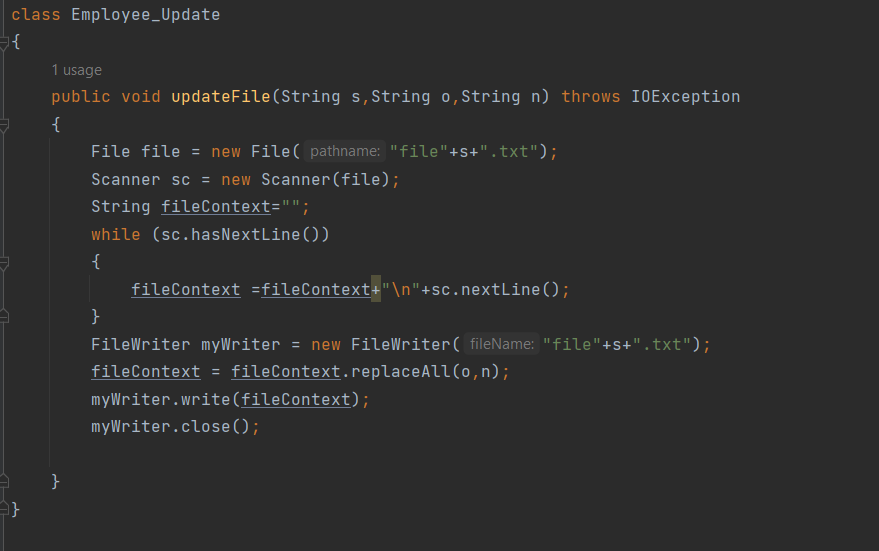 class Employee_Update
{
1 usage
public void updateFile(String s,String o,String n) throws IOException
{
File file = new File( pathname: "file"+s+".txt");
Scanner sc = new Scanner(file);
String fileContext="";
while (sc.hasNextLine())
{
fileContext =fileContext+"\n"+sc.nextLine();
}
FileWriter myWriter = new FileWriter( fileName: "file"+s+".txt");
fileContext = fileContext.replaceAll(o,n);
myWriter.write(fileContext);
myWriter.close();
}
}